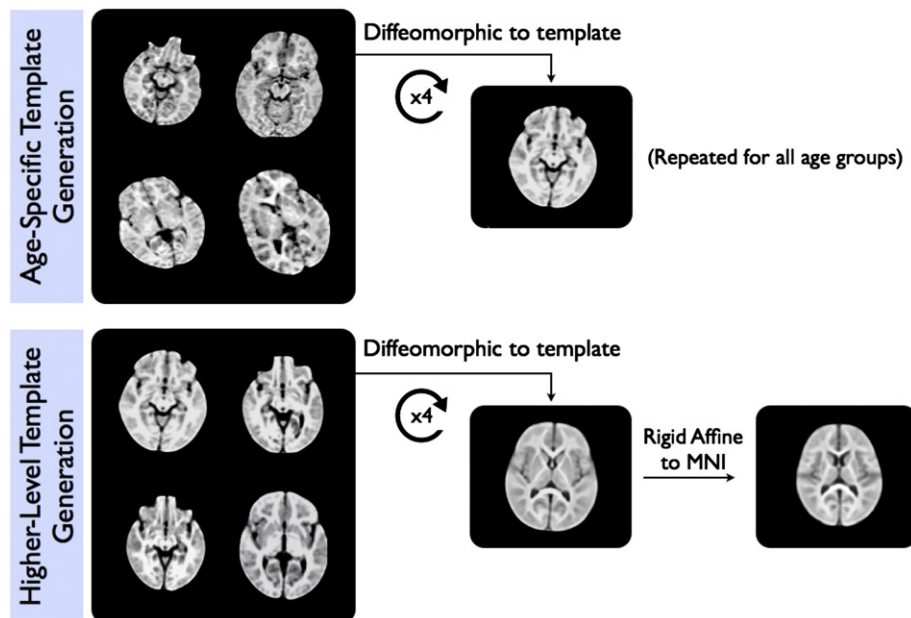 Age-Specific Template
Generation
Diffeomorphic to template
x4
(Repeated for all age groups)
Higher-Level Template
Generation
Diffeomorphic to template
x4
Rigid Affine
to MNI